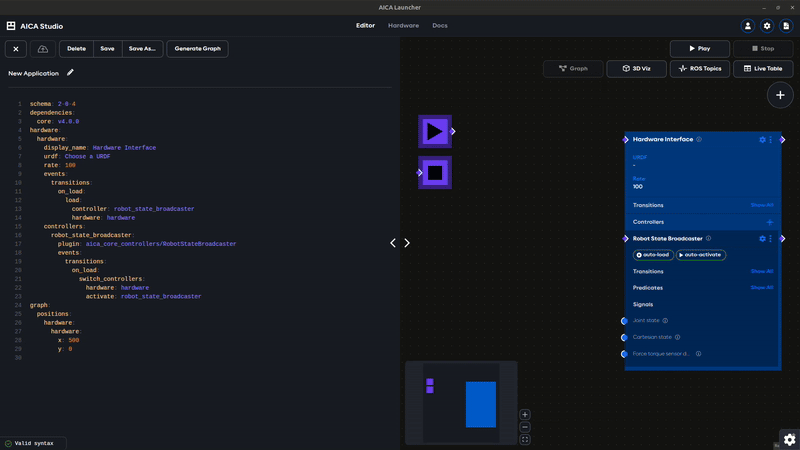 AICA Launcher
AICA Studio
Editor
Hardware
Docs
Delete
Save
Save As...
Generate Graph
Play
Stop
Graph
3D Viz
ROS Topics
Live Table
New Application
1 schema: 2-0-4
2 dependencies:
3 core: v4.0.0
4 hardware:
5 hardware:
6 display_name: Hardware Interface
7 urdf: Choose a URDF
8 rate: 100
9 events:
10 transitions:
11 on_load:
12 load:
13 controller: robot_state_broadcaster
14 hardware: hardware
15 controllers:
16 robot_state_broadcaster:
17 plugin: aica_core_controllers/RobotStateBroadcaster
18 events:
19 transitions:
20 on_load:
21 switch_controllers:
22 hardware: hardware
23 activate: robot_state_broadcaster
24 graph:
25 positions:
26 hardware:
27 hardware:
28 x: 500
29 y: 0
30
Hardware Interface
URDF
-
Rate
100
Transitions
Show All
Controllers
Robot State Broadcaster
auto-load
auto-activate
Transitions
Show All
Predicates
Show All
Signals
Joint state
Cartesian state
Force torque sensor d...
Valid syntax